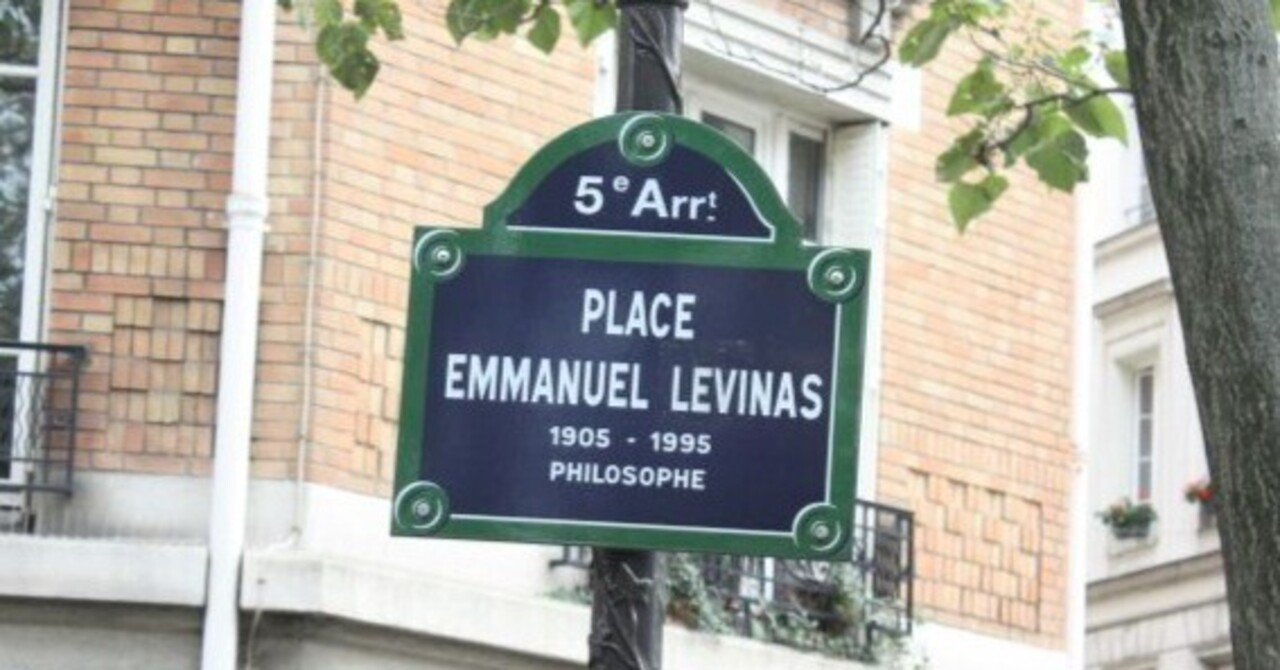 5e Arrt
PLACE
EMMANUEL LEVINAS
1905 - 1995
PHILOSOPHE